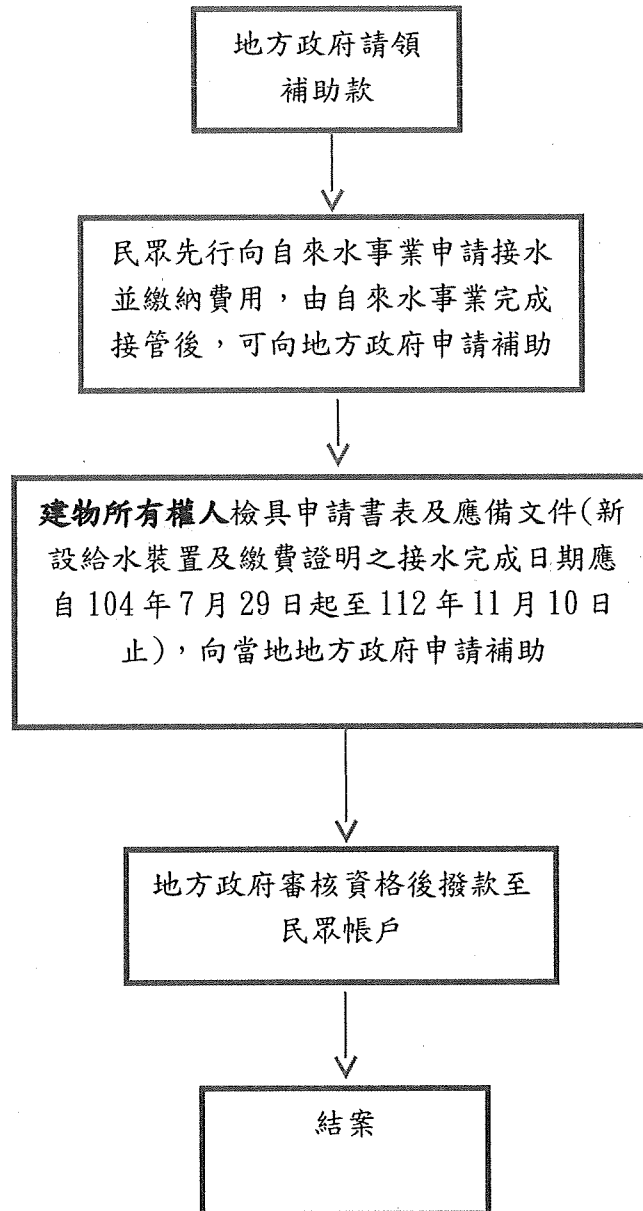 地方政府請領
補助款
民眾先行向自來水事業申請接水
並繳納費用，由自來水事業完成
接管後，可向地方政府申請補助
建物所有權人檢具申請書表及應備文件(新
設給水裝置及繳費證明之接水完成日期應
自104年7月29日起至112年11月10日
止)，向當地地方政府申請補助
地方政府審核資格後撥款至
民眾帳戶
結案